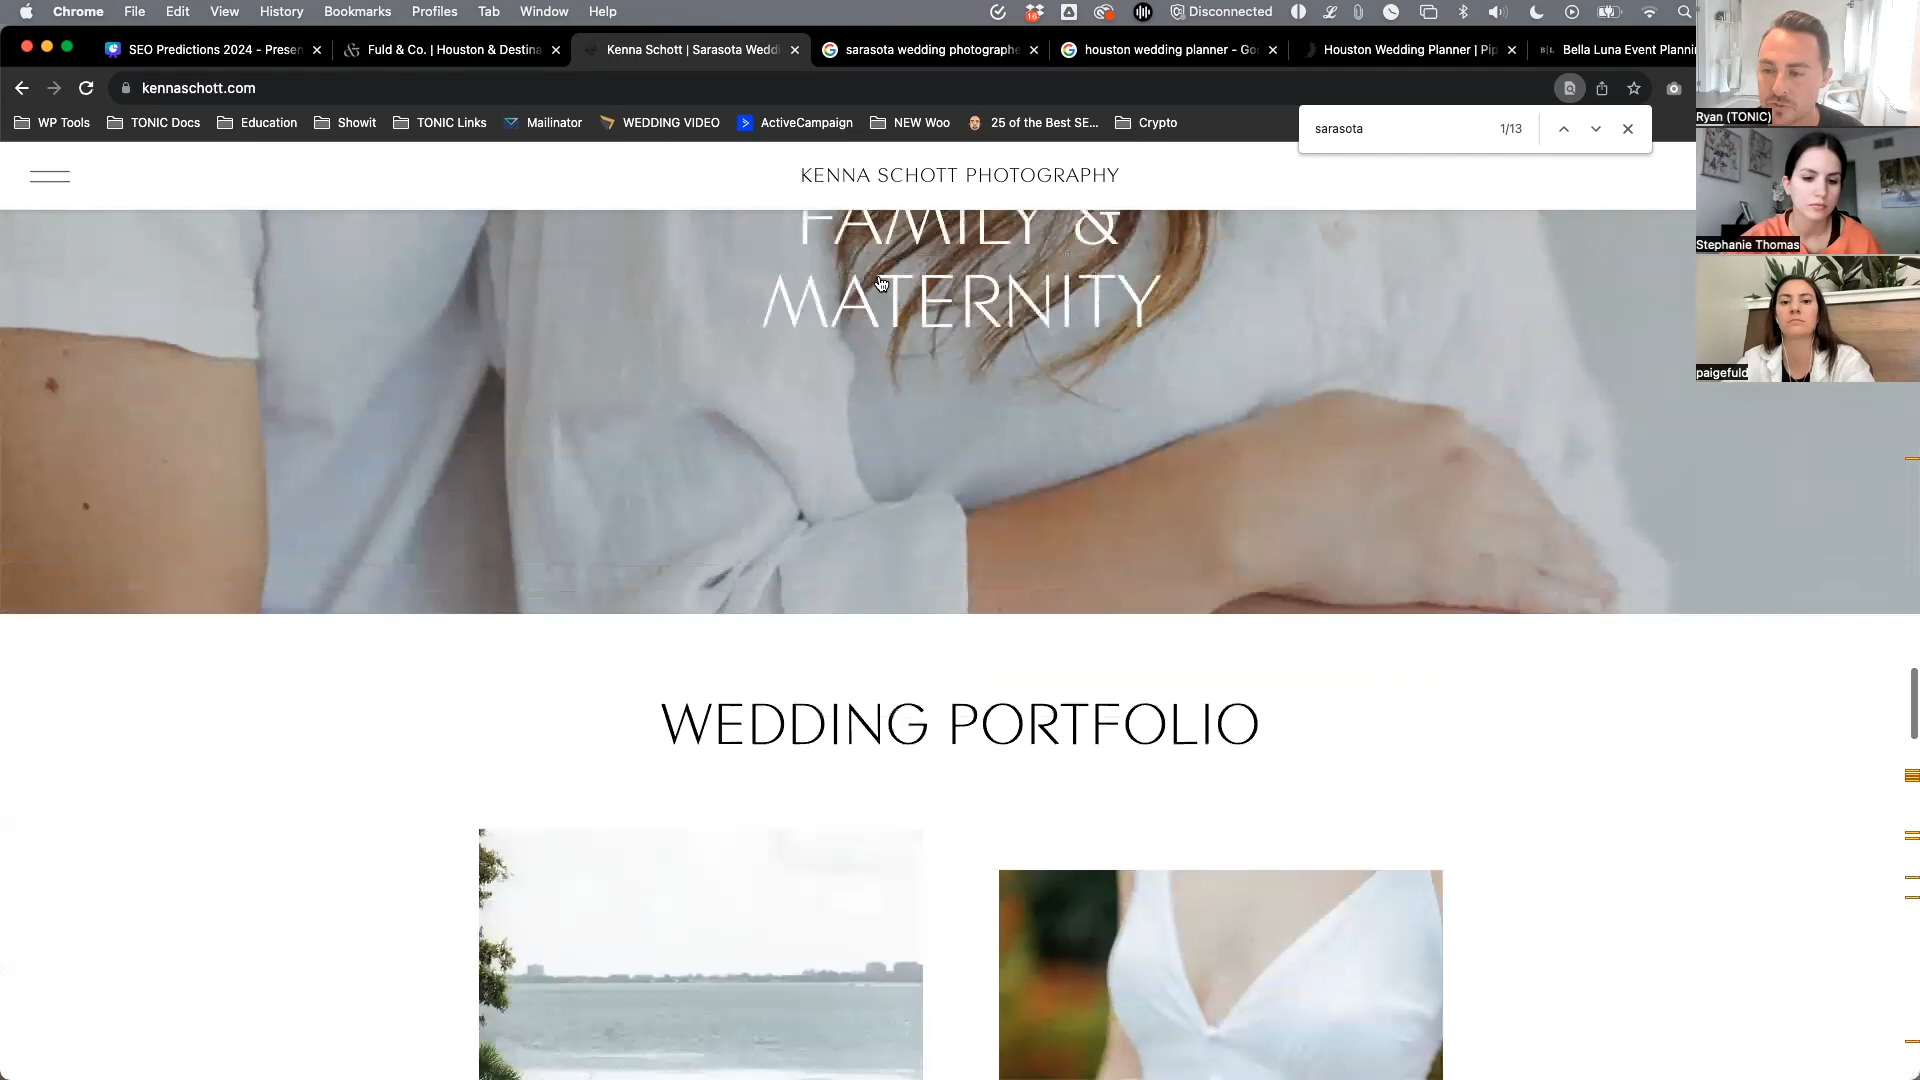 Chrome File Edit View History Bookmarks Profiles Tab Window Help
16
Disconnected
SEO Predictions 2024 - Presen
Fuld & Co. | Houston & Destina
Kenna Schott | Sarasota Weddi
sarasota wedding photographe
houston wedding planner - Go
Houston Wedding Planner | Pip
B|L Bella Luna Event Planni
kennaschott.com
WP Tools
TONIC Docs
Education
Showit
TONIC Links
Mailinator
WEDDING VIDEO
ActiveCampaign
NEW Woo
25 of the Best SE...
Crypto
sarasota 1/13
Ryan (TONIC)
Stephanie Thomas
paigefuld
KENNA SCHOTT PHOTOGRAPHY
FAMILY &
MATERNITY
WEDDING PORTFOLIO